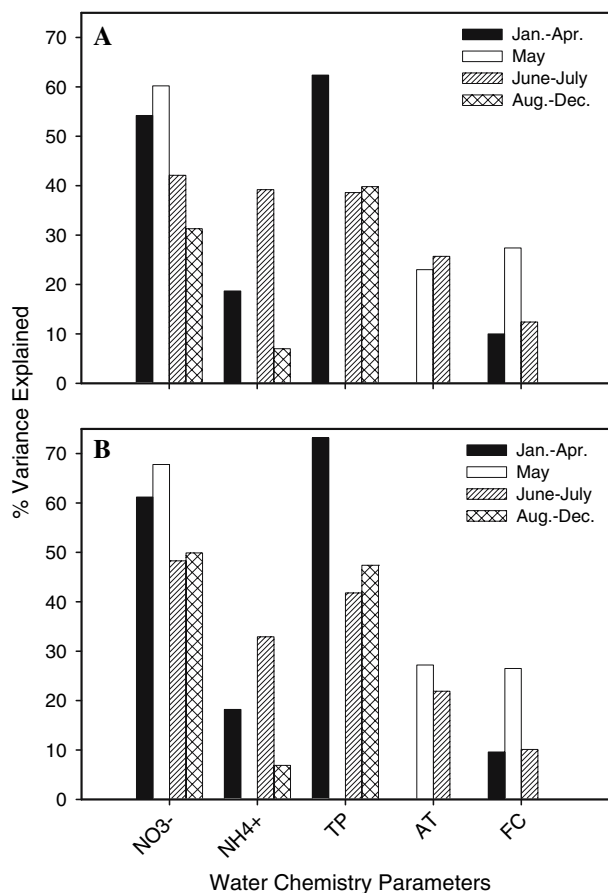 A
Jan.-Apr.
May
June-July
Aug.-Dec.
70
60
50
40
30
20
10
0
% Variance Explained
B
Jan.-Apr.
May
June-July
Aug.-Dec.
70
60
50
40
30
20
10
0
NO3-
NH4+
TP
AT
FC
Water Chemistry Parameters